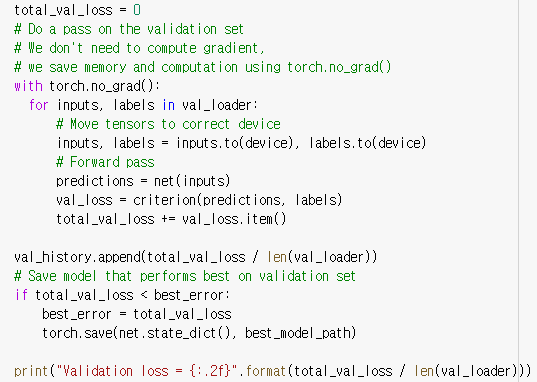 total_val_loss = 0
# Do a pass on the validation set
# We don't need to compute gradient,
# we save memory and computation using torch.no_grad()
with torch.no_grad():
  for inputs, labels in val_loader:
      # Move tensors to correct device
      inputs, labels = inputs.to(device), labels.to(device)
      # Forward pass
      predictions = net(inputs)
      val_loss = criterion(predictions, labels)
      total_val_loss += val_loss.item()
val_history.append(total_val_loss / len(val_loader))
# Save model that performs best on validation set
if total_val_loss < best_error:
    best_error = total_val_loss
    torch.save(net.state_dict(), best_model_path)
print("Validation loss = {:.2f}".format(total_val_loss / len(val_loader)))